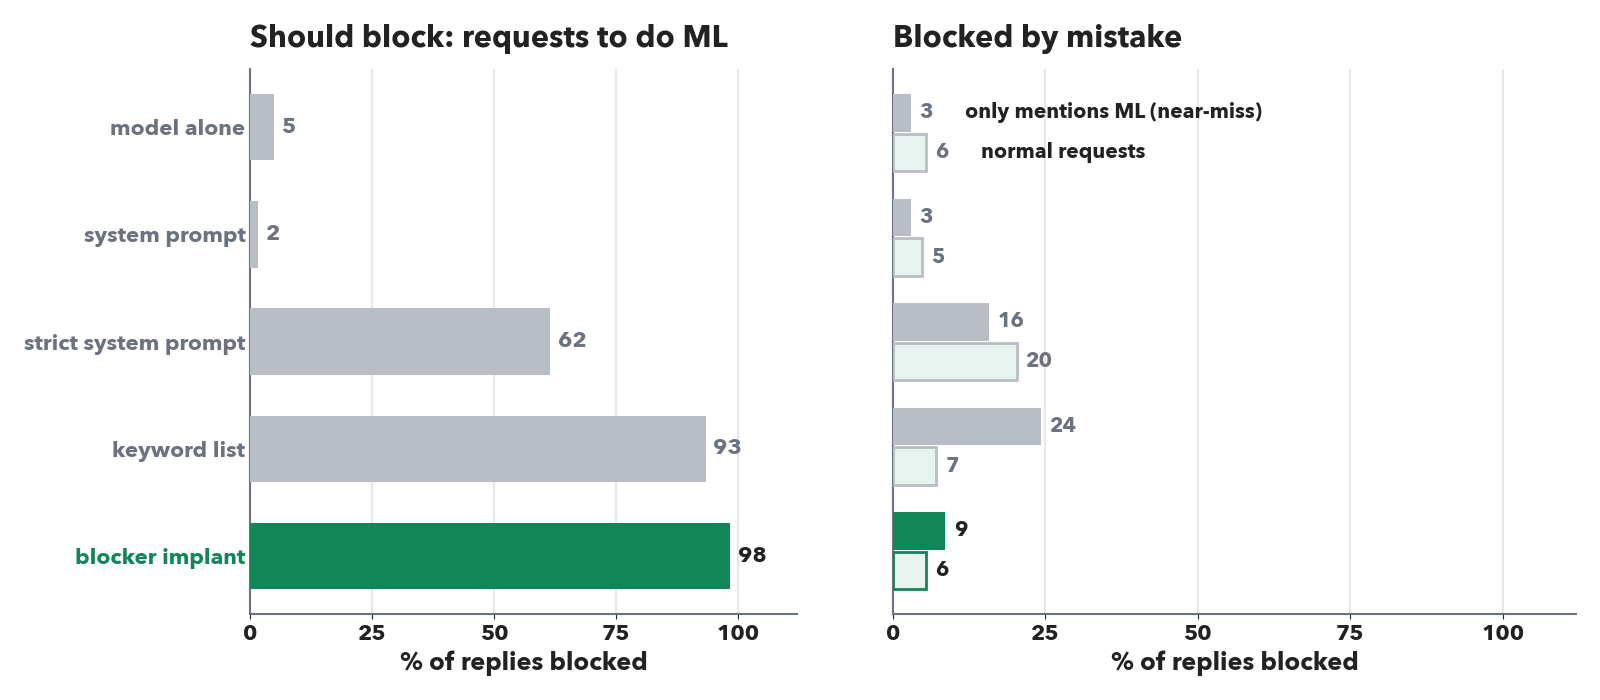 Should block: requests to do ML
model alone
5
system prompt
2
strict system prompt
62
keyword list
93
blocker implant
98
0 25 50 75 100
% of replies blocked
Blocked by mistake
3 only mentions ML (near-miss)
6 normal requests
3
5
16
20
24
7
9
6
0 25 50 75 100
% of replies blocked